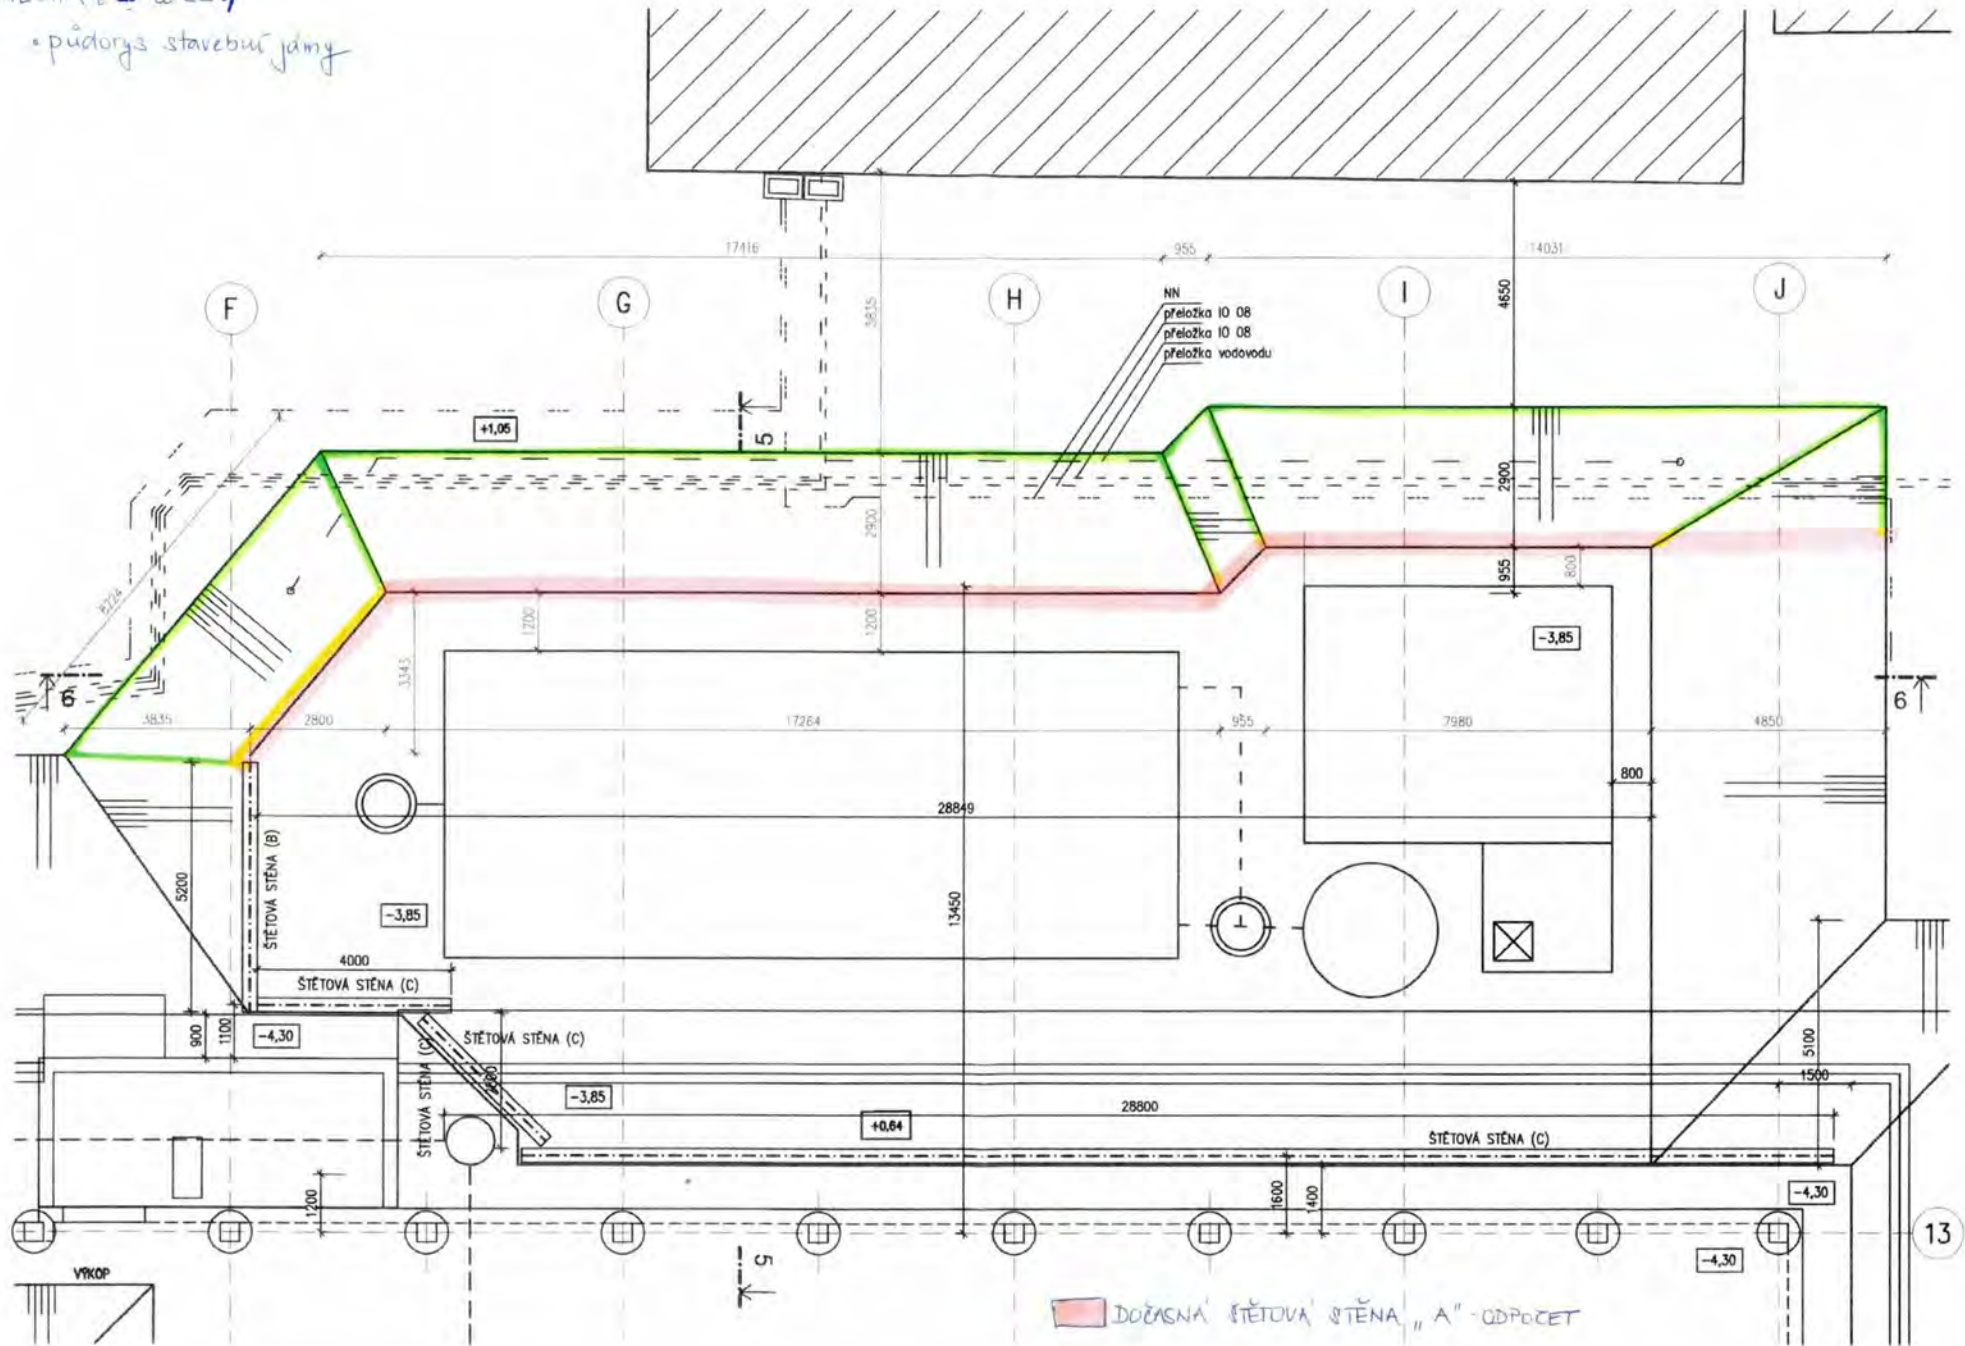 • půdorys stavební jámy
17416
955
14031
F
G
H
I
J
3835
4650
NN
přeložka IO 08
přeložka IO 08
přeložka vodovodu
+1,05
5
2900
2900
8224
955
800
1200
1200
3343
-3,85
6
6
3835
2800
17264
955
7980
4850
800
28849
5200
ŠTĚTOVÁ STĚNA (B)
-3,85
13450
4000
ŠTĚTOVÁ STĚNA (C)
900
1100
-4,30
ŠTĚTOVÁ STĚNA (C)
ŠTĚTOVÁ STĚNA (C)
5100
1500
-3,85
+0,64
28800
ŠTĚTOVÁ STĚNA (C)
1200
1600
1400
-4,30
13
-4,30
VÝKOP
5
DOČASNÁ ŠTĚTOVÁ STĚNA „A" - ODPOČET